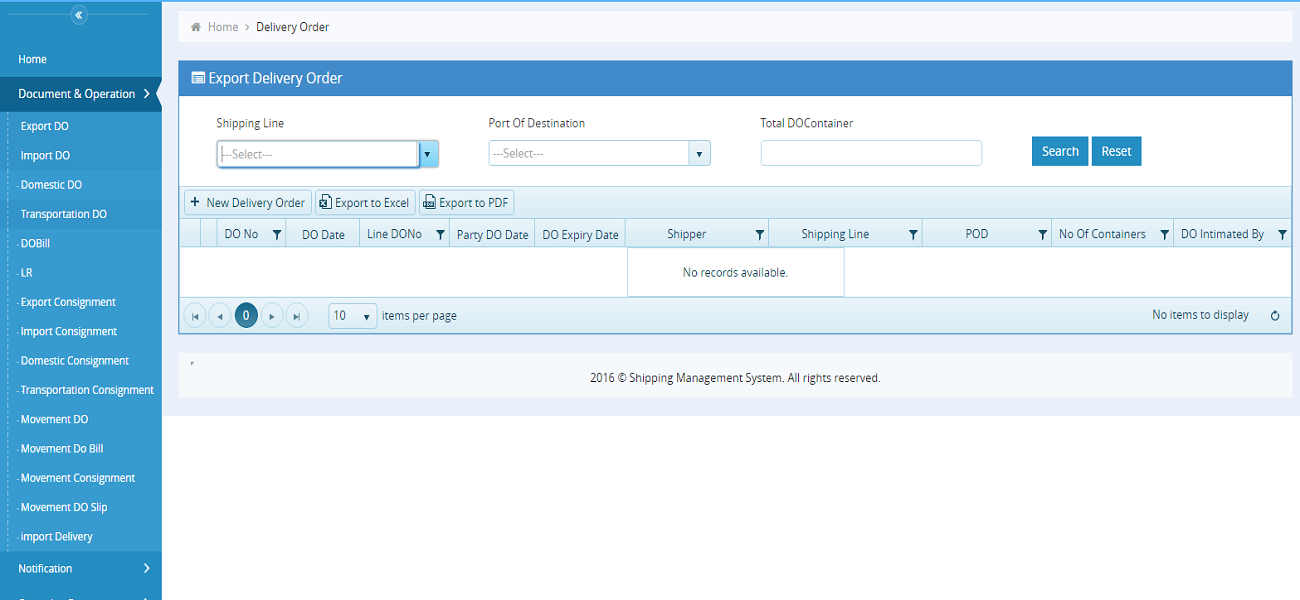 Home
Document & Operation
Export DO
Import DO
Domestic DO
Transportation DO
DOBill
LR
Export Consignment
Import Consignment
Domestic Consignment
Transportation Consignment
Movement DO
Movement Do Bill
Movement Consignment
Movement DO Slip
import Delivery
Notification
Home > Delivery Order
Export Delivery Order
Shipping Line Port Of Destination Total DOContainer
---Select--- ---Select--- Search Reset
+ New Delivery Order Export to Excel Export to PDF
DO No DO Date Line DONo Party DO Date DO Expiry Date Shipper Shipping Line POD No Of Containers DO Intimated By
No records available.
0 10 items per page No items to display
2016 © Shipping Management System. All rights reserved.